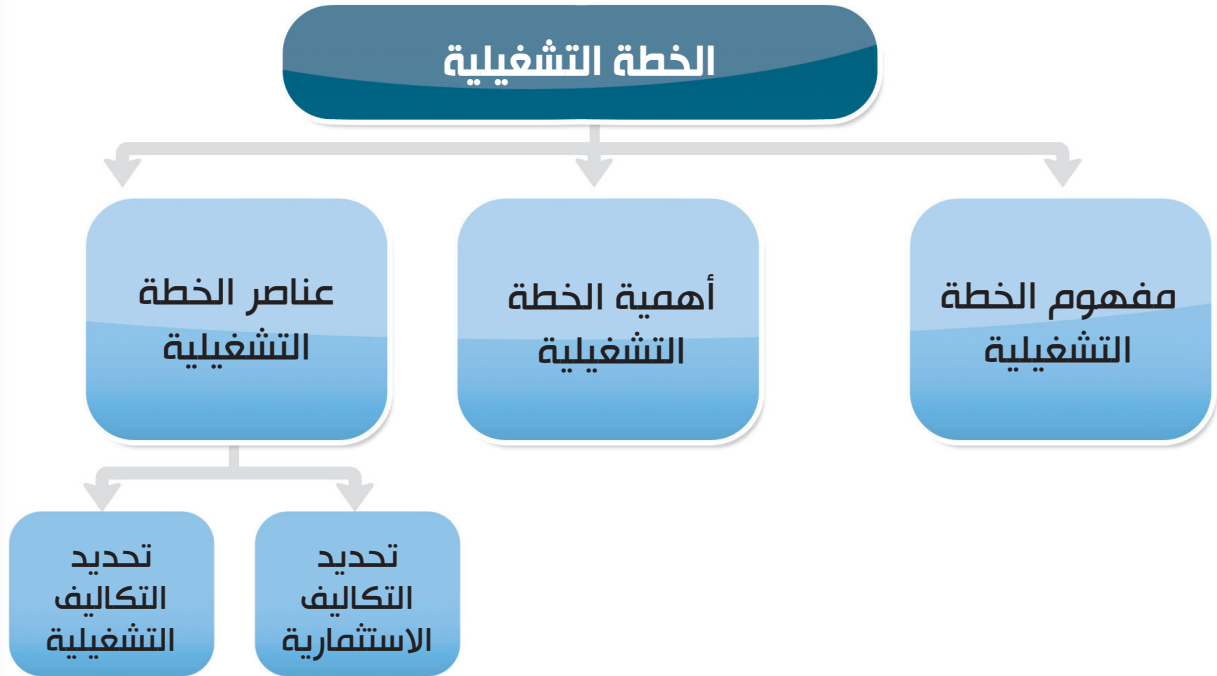 الخطة التشغيلية
مفهوم الخطة
التشغيلية
أهمية الخطة
التشغيلية
عناصر الخطة
التشغيلية
تحديد
التكاليف
الاستثمارية
تحديد
التكاليف
التشغيلية